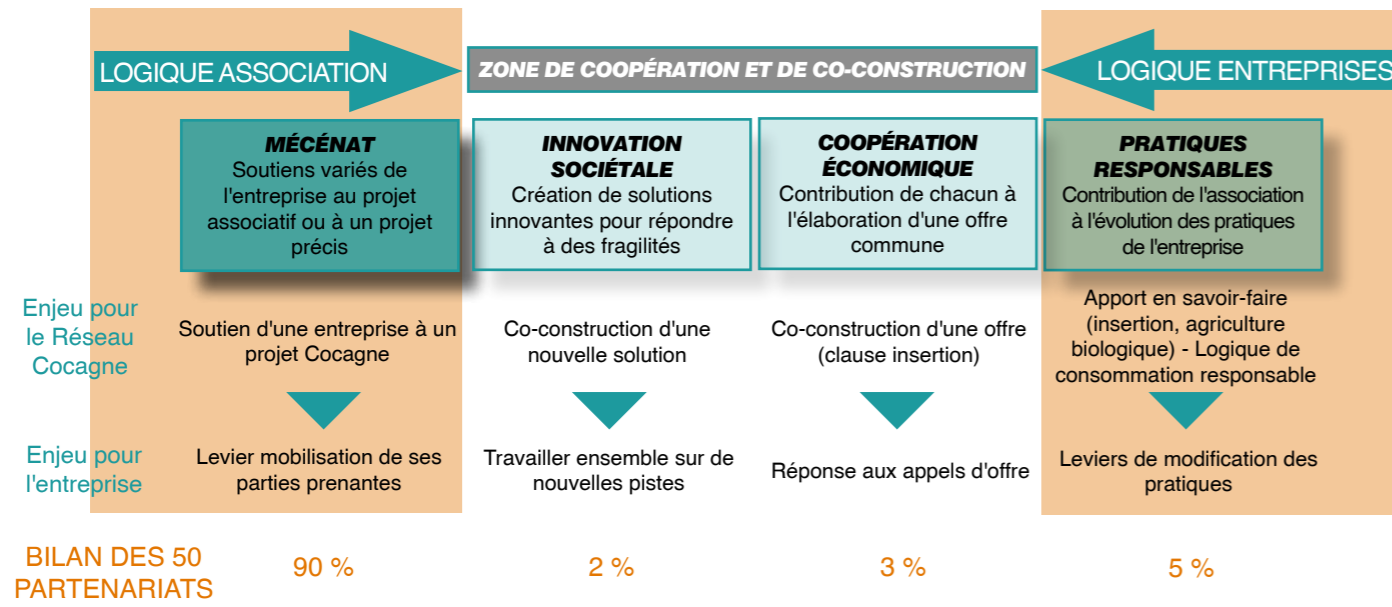 LOGIQUE ASSOCIATION
ZONE DE COOPÉRATION ET DE CO-CONSTRUCTION
LOGIQUE ENTREPRISES
MÉCÉNAT
Soutiens variés de
l'entreprise au projet
associatif ou à un projet
précis
INNOVATION
SOCIÉTALE
Création de solutions
innovantes pour répondre
à des fragilités
COOPÉRATION
ÉCONOMIQUE
Contribution de chacun à
l'élaboration d'une offre
commune
PRATIQUES
RESPONSABLES
Contribution de l'association
à l'évolution des pratiques
de l'entreprise
Enjeu pour
le Réseau
Cocagne
Soutien d'une entreprise à un
projet Cocagne
Co-construction d'une
nouvelle solution
Co-construction d'une offre
(clause insertion)
Apport en savoir-faire
(insertion, agriculture
biologique) - Logique de
consommation responsable
Enjeu pour
l'entreprise
Levier mobilisation de ses
parties prenantes
Travailler ensemble sur de
nouvelles pistes
Réponse aux appels d'offre
Leviers de modification des
pratiques
BILAN DES 50
PARTENARIATS
90 %
2 %
3 %
5 %